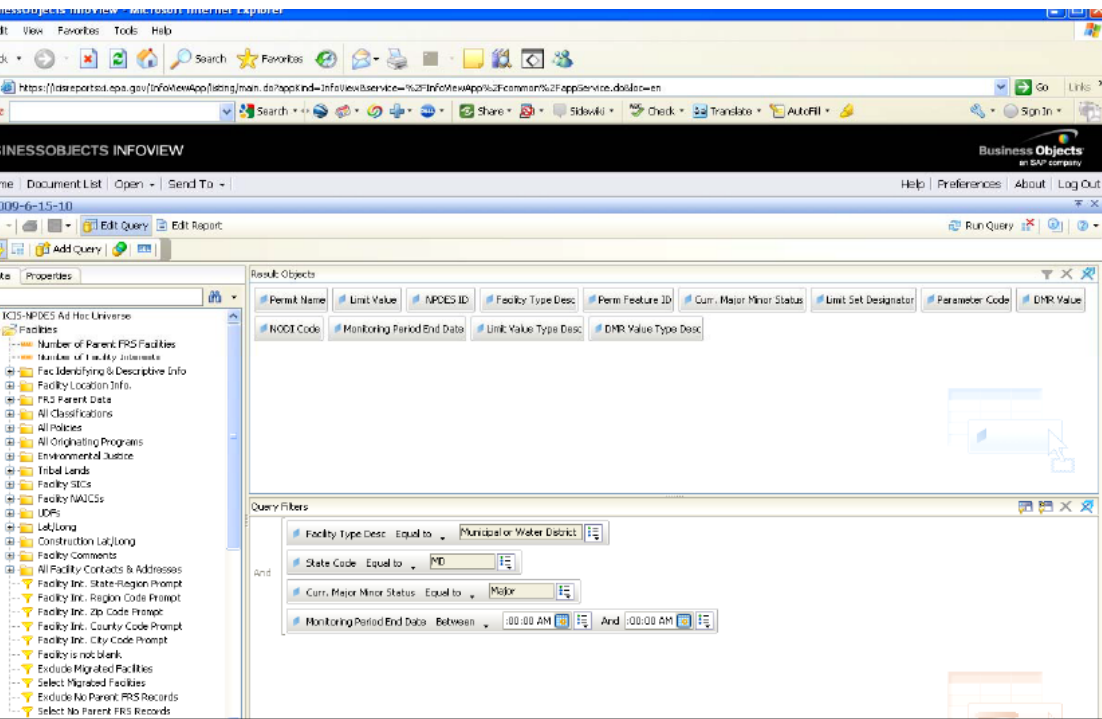 nessObjects InfoView - Microsoft Internet Explorer
dit View Favorites Tools Help
Search Favorites
https://icisreportsxi.epa.gov/InfoViewApp/listing/main.do?appKind=InfoView&service=%2FInfoViewApp%2Fcommon%2FappService.do&loc=en Go Links
Search Share Sidewiki Check Translate AutoFill Sign In
SINESSOBJECTS INFOVIEW
Business Objects
an SAP company
me Document List Open Send To Help Preferences About Log Out
009-6-15-10
Edit Query Edit Report Run Query
Add Query
ta Properties Result Objects
Permit Name Limit Value NPDES ID Facility Type Desc Perm Feature ID Curr. Major Minor Status Limit Set Designator Parameter Code DMR Value
NODI Code Monitoring Period End Date Limit Value Type Desc DMR Value Type Desc
ICIS-NPDES Ad Hoc Universe
Facilities
Number of Parent FRS Facilities
Number of Facility Interests
Fac Identifying & Descriptive Info
Facility Location Info.
FRS Parent Data
All Classifications
All Policies
All Originating Programs
Environmental Justice
Tribal Lands
Facility SICs
Facility NAICSs
UDFs
Lat/Long
Construction Lat/Long
Facility Comments
All Facility Contacts & Addresses
Facility Int. State-Region Prompt
Facility Int. Region Code Prompt
Facility Int. Zip Code Prompt
Facility Int. County Code Prompt
Facility Int. City Code Prompt
Facility is not blank
Exclude Migrated Facilities
Select Migrated Facilities
Exclude No Parent FRS Records
Select No Parent FRS Records
Query Filters
And
Facility Type Desc Equal to Municipal or Water District
State Code Equal to MD
Curr. Major Minor Status Equal to Major
Monitoring Period End Date Between :00:00 AM And :00:00 AM